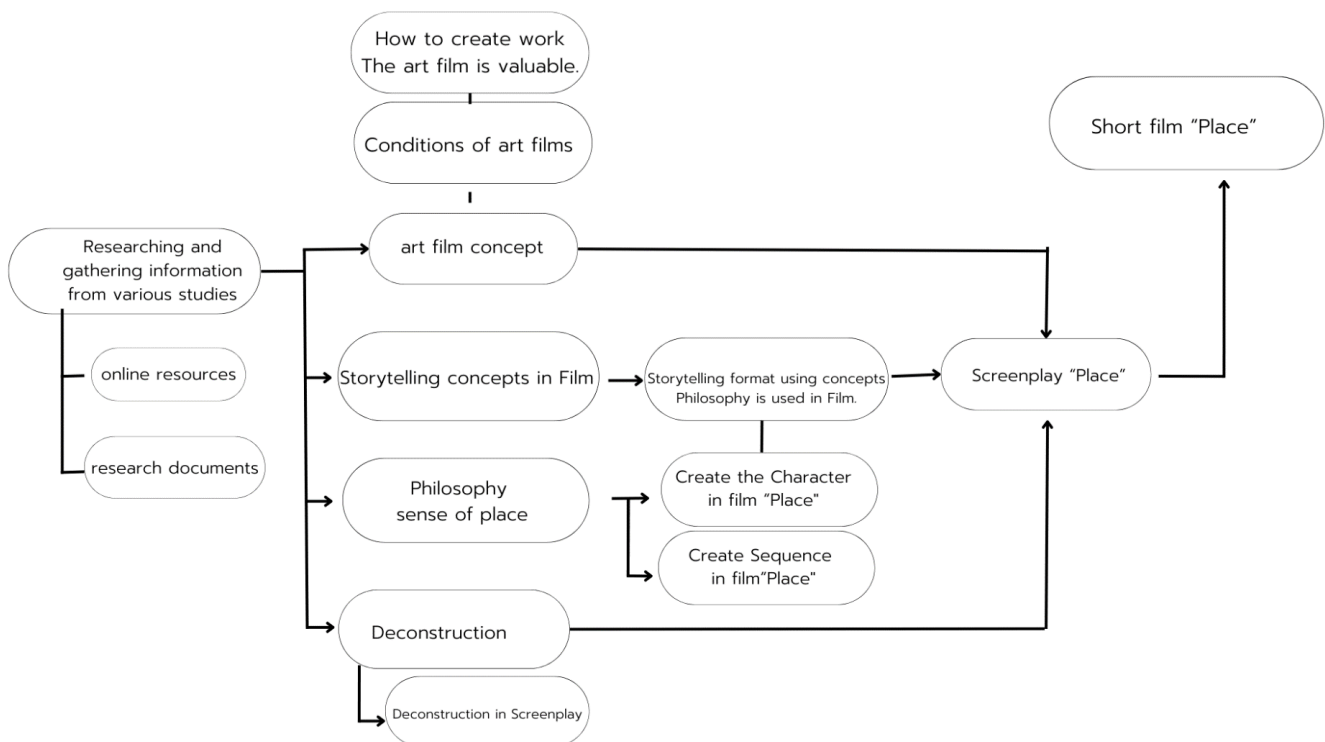 How to create work
The art film is valuable.
Conditions of art films
Short film “Place”
art film concept
Researching and
gathering information
from various studies
online resources
research documents
Storytelling concepts in Film
Storytelling format using concepts
Philosophy is used in Film.
Screenplay “Place”
Philosophy
sense of place
Create the Character
in film "Place"
Create Sequence
in film“Place"
Deconstruction
Deconstruction in Screenplay